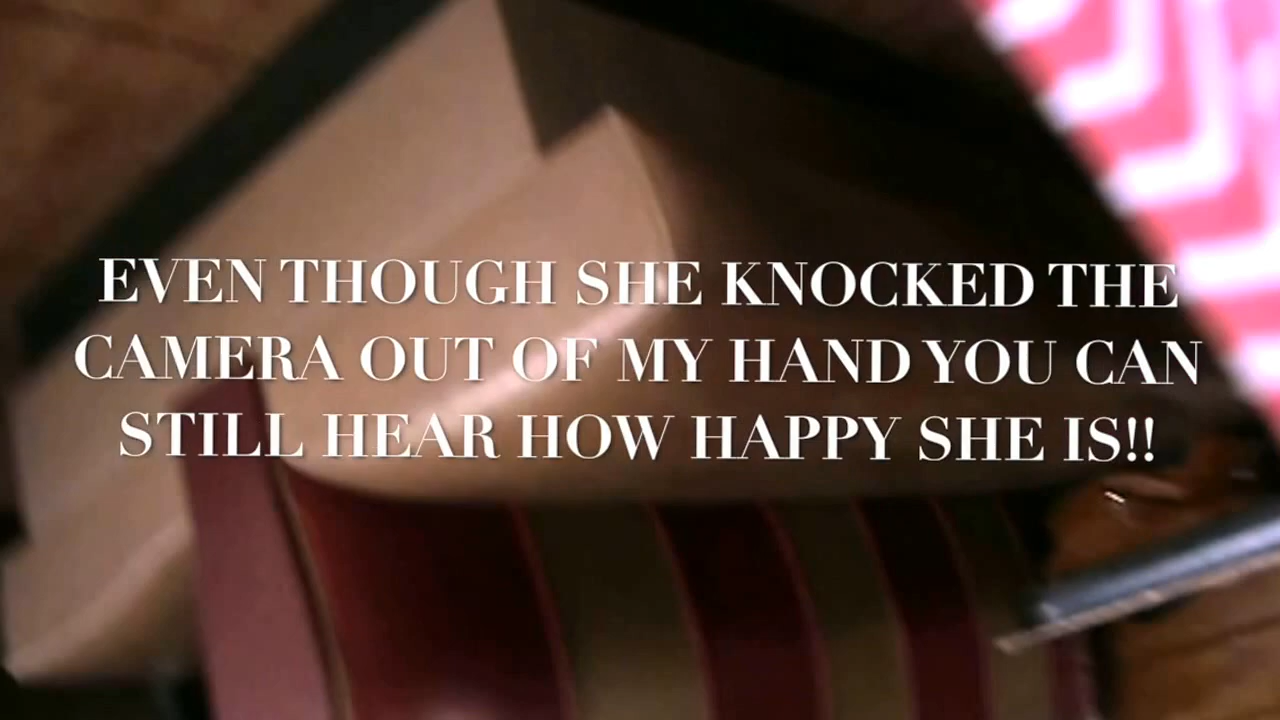 EVEN THOUGH SHE KNOCKED THE
CAMERA OUT OF MY HAND YOU CAN
STILL HEAR HOW HAPPY SHE IS!!